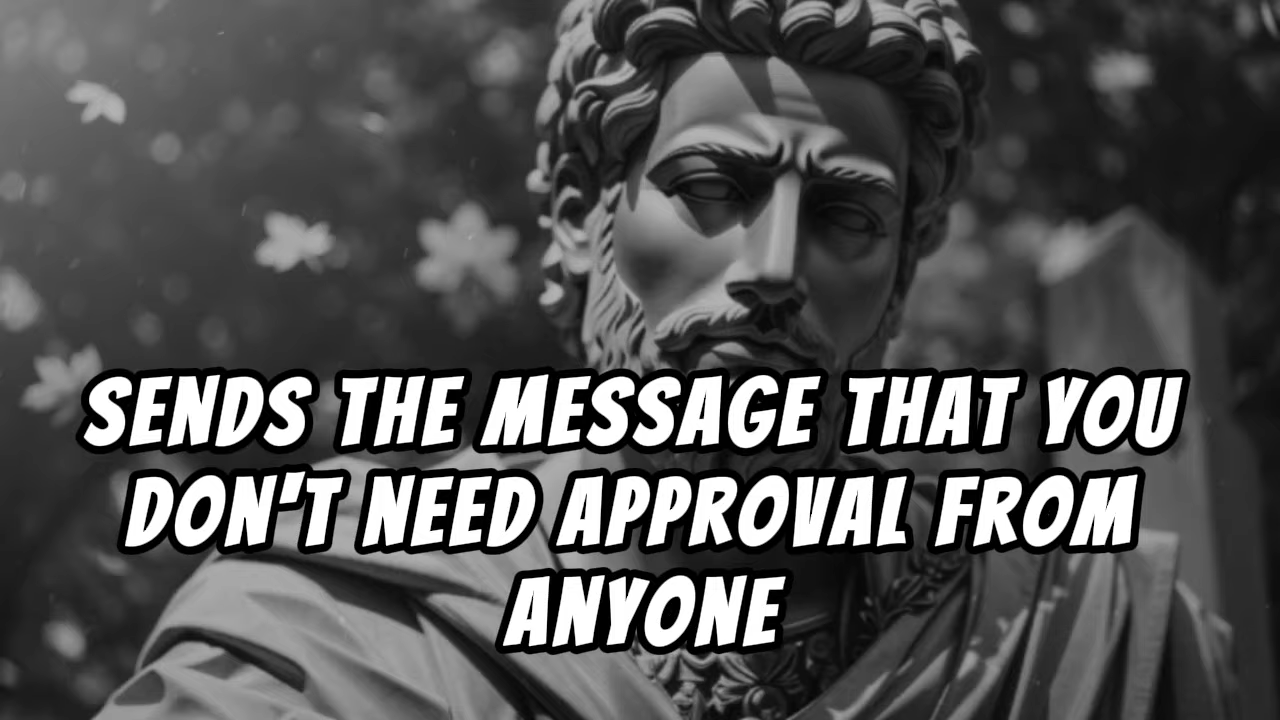 SENDS THE MESSAGE THAT YOU
DON'T NEED APPROVAL FROM
ANYONE